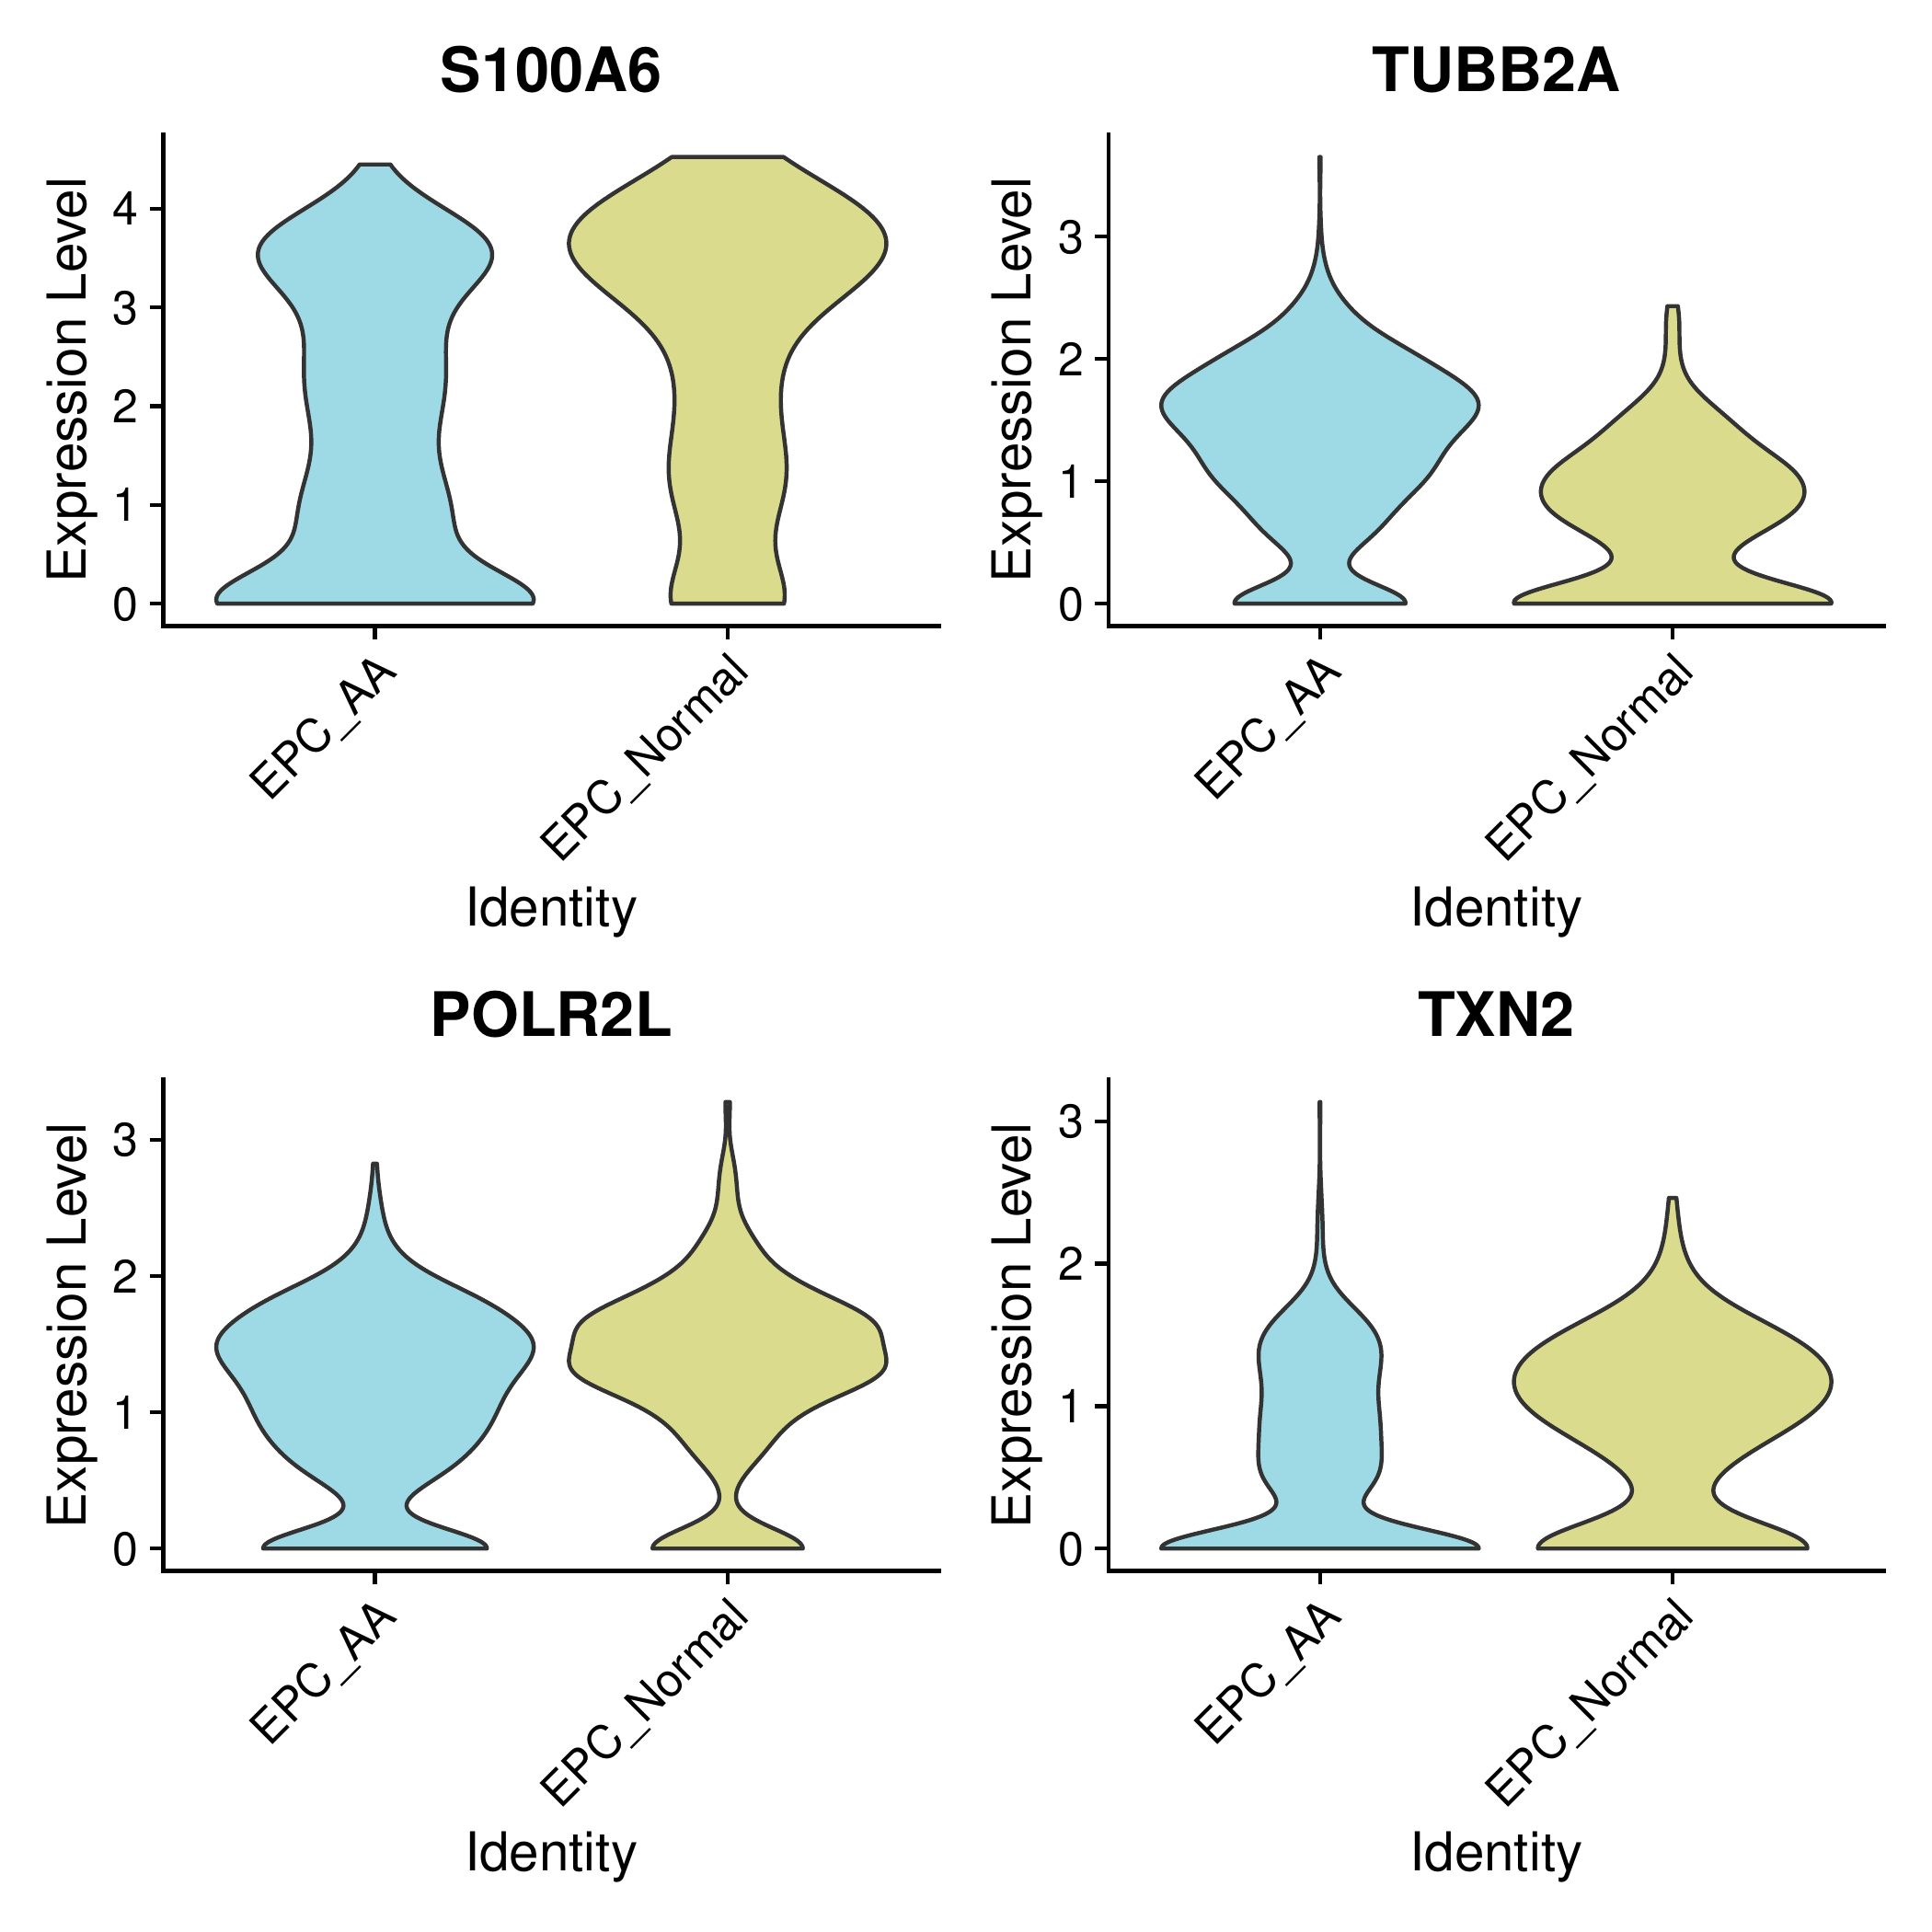 S100A6
Expression Level
4
3
2
1
0
EPC_AA
EPC_Normal
Identity
TUBB2A
Expression Level
3
2
1
0
EPC_AA
EPC_Normal
Identity
POLR2L
Expression Level
3
2
1
0
EPC_AA
EPC_Normal
Identity
TXN2
Expression Level
3
2
1
0
EPC_AA
EPC_Normal
Identity